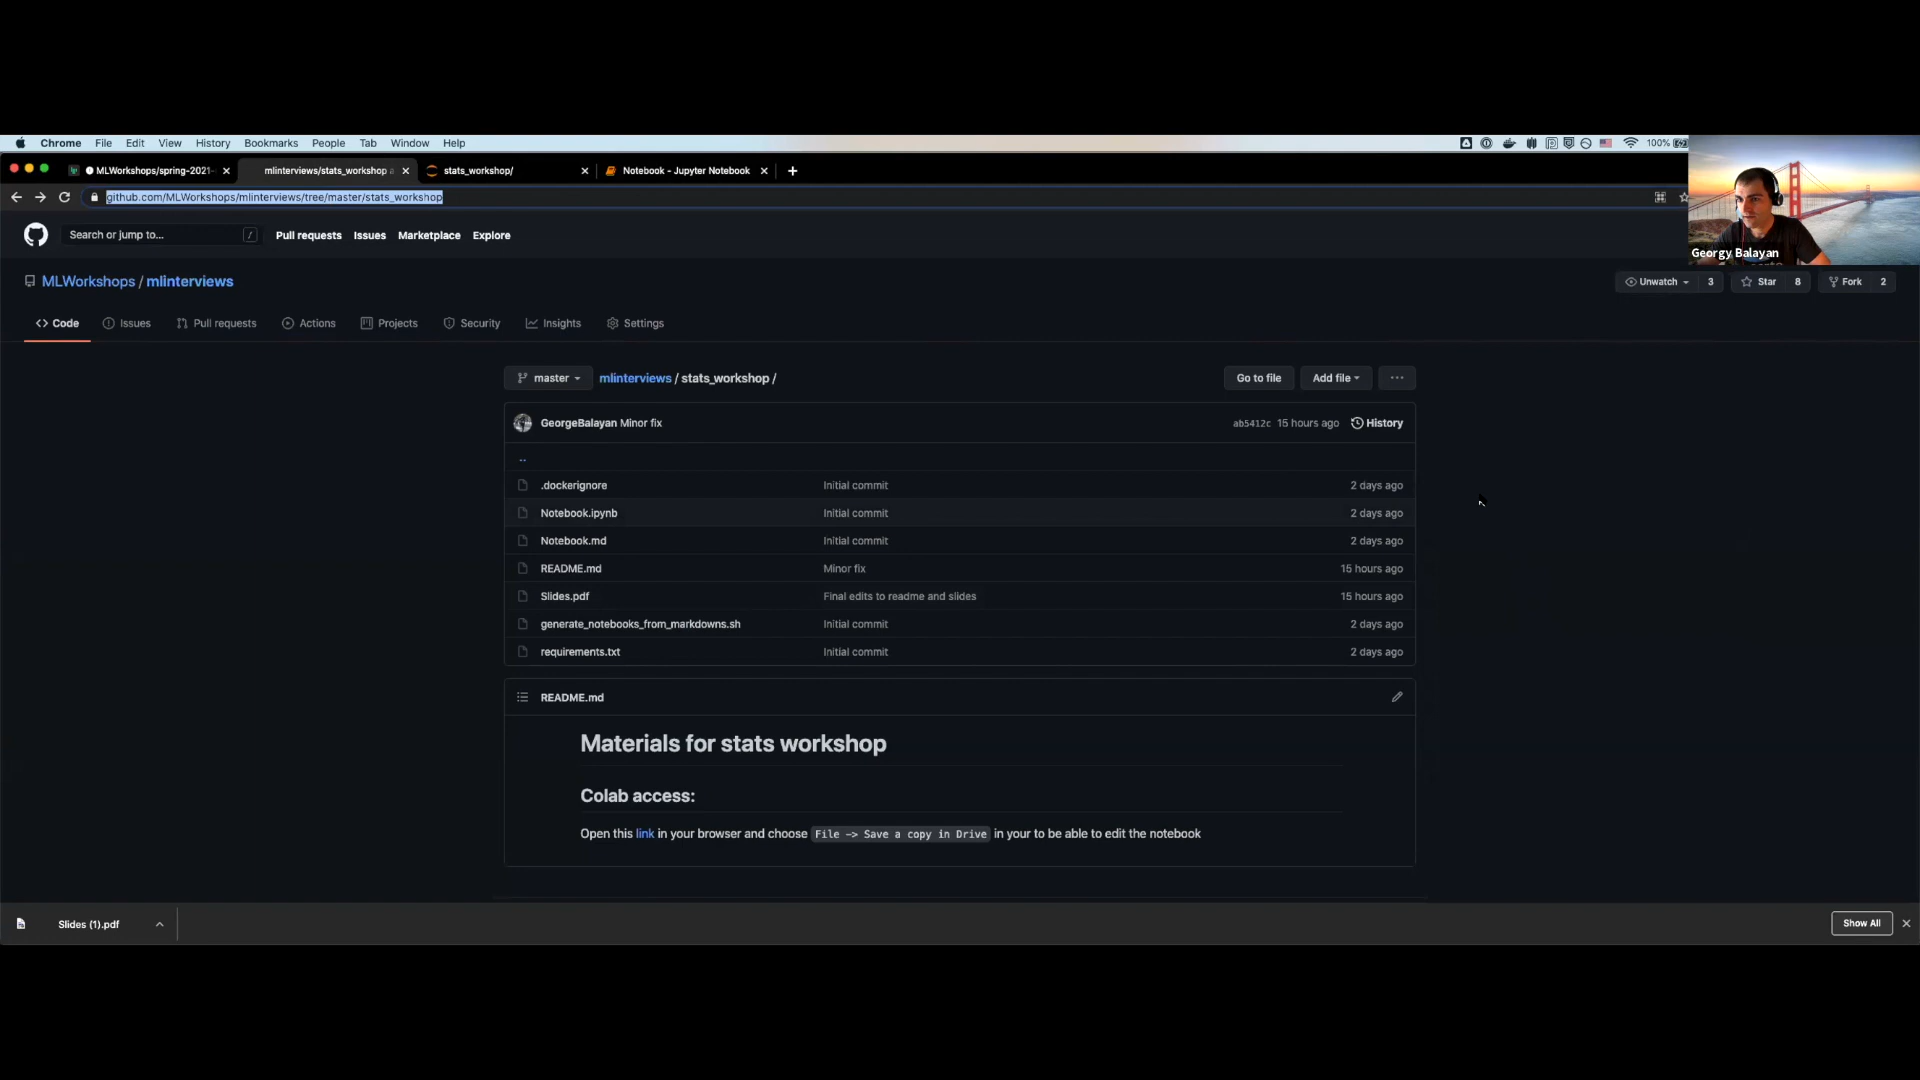 Chrome File Edit View History Bookmarks People Tab Window Help 100%
MLWorkshops/spring-2021- mlinterviews/stats_workshop a stats_workshop/ Notebook - Jupyter Notebook
github.com/MLWorkshops/mlinterviews/tree/master/stats_workshop
Search or jump to... / Pull requests Issues Marketplace Explore
Georgy Balayan
MLWorkshops / mlinterviews Unwatch 3 Star 8 Fork 2
Code Issues Pull requests Actions Projects Security Insights Settings
master mlinterviews / stats_workshop / Go to file Add file ...
GeorgeBalayan Minor fix ab5412c 15 hours ago History
..
.dockerignore Initial commit 2 days ago
Notebook.ipynb Initial commit 2 days ago
Notebook.md Initial commit 2 days ago
README.md Minor fix 15 hours ago
Slides.pdf Final edits to readme and slides 15 hours ago
generate_notebooks_from_markdowns.sh Initial commit 2 days ago
requirements.txt Initial commit 2 days ago
README.md
Materials for stats workshop
Colab access:
Open this link in your browser and choose File -> Save a copy in Drive in your to be able to edit the notebook
Slides (1).pdf Show All